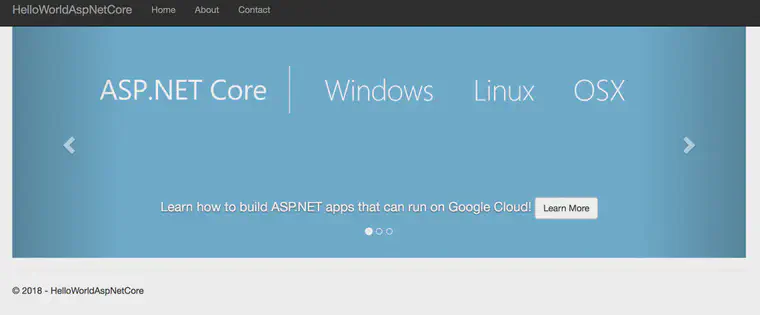 HelloWorldAspNetCore Home About Contact
ASP.NET Core Windows Linux OSX
Learn how to build ASP.NET apps that can run on Google Cloud! Learn More
© 2018 - HelloWorldAspNetCore